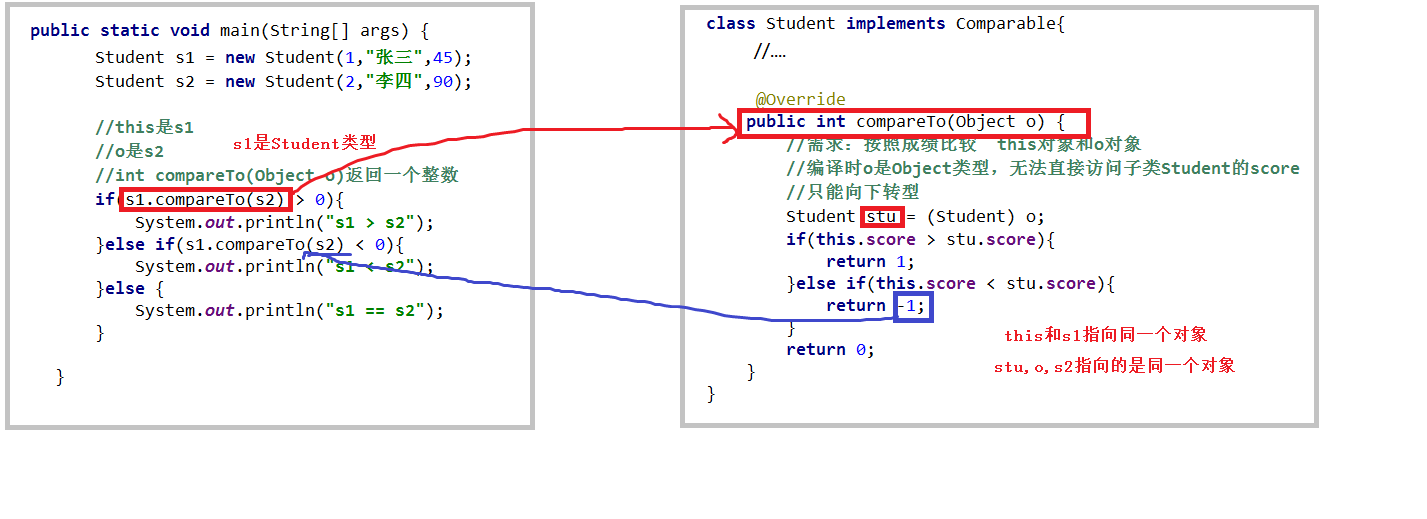 public static void main(String[] args) {
Student s1 = new Student(1,"张三",45);
Student s2 = new Student(2,"李四",90);
//this是s1
//o是s2
s1是Student类型
//int compareTo(Object o)返回一个整数
if(s1.compareTo(s2) > 0){
System.out.println("s1 > s2");
}else if(s1.compareTo(s2) < 0){
System.out.println("s1 < s2");
}else {
System.out.println("s1 == s2");
}
}
class Student implements Comparable{
//....
@Override
public int compareTo(Object o) {
//需求：按照成绩比较 this对象和o对象
//编译时o是Object类型，无法直接访问子类Student的score
//只能向下转型
Student stu = (Student) o;
if(this.score > stu.score){
return 1;
}else if(this.score < stu.score){
return -1;
}
return 0;
}
}
this和s1指向同一个对象
stu,o,s2指向的是同一个对象